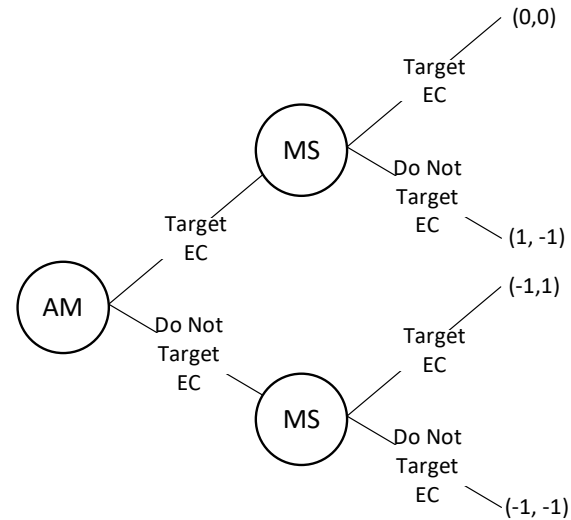 (0,0)
Target
EC
MS
Do Not
Target
EC
(1, -1)
Target
EC
AM
Do Not
Target
EC
(-1,1)
Target
EC
MS
Do Not
Target
EC
(-1, -1)